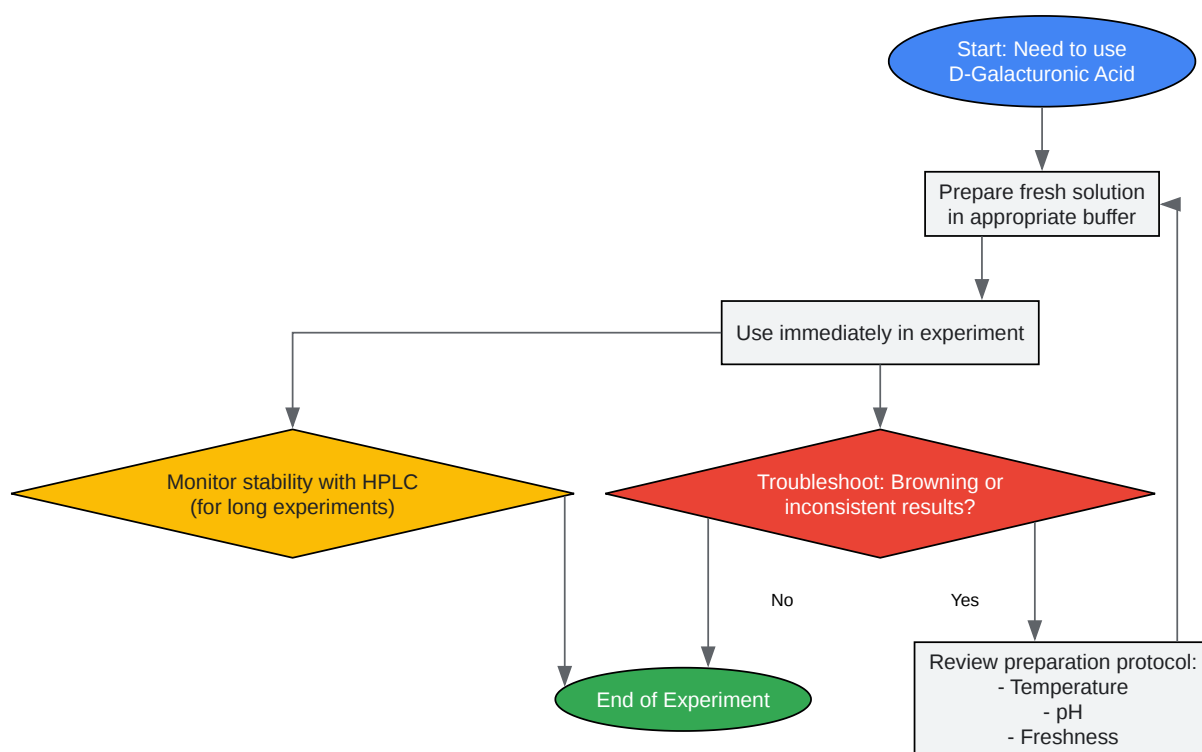 Start: Need to use
D-Galacturonic Acid
Prepare fresh solution
in appropriate buffer
Use immediately in experiment
Monitor stability with HPLC
(for long experiments)
Troubleshoot: Browning or
inconsistent results?
No
Yes
End of Experiment
Review preparation protocol:
- Temperature
- pH
- Freshness